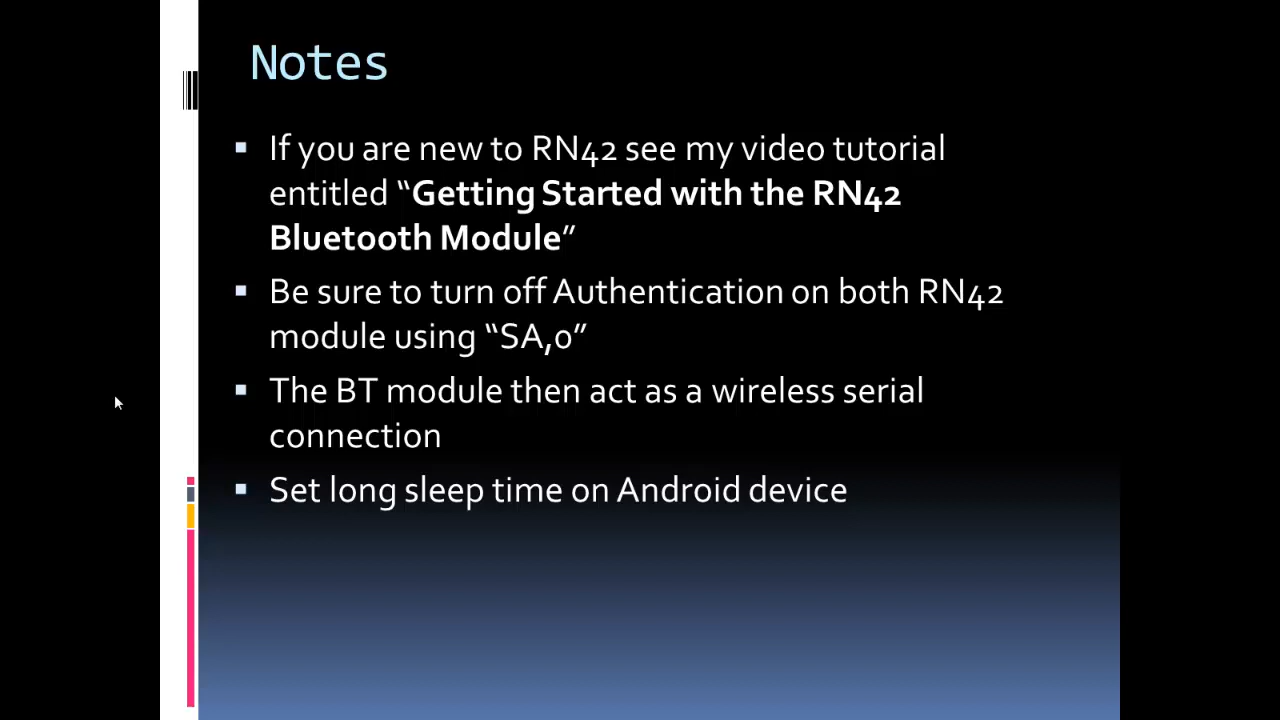 Notes
If you are new to RN42 see my video tutorial
entitled “Getting Started with the RN42
Bluetooth Module”
Be sure to turn off Authentication on both RN42
module using “SA,0”
The BT module then act as a wireless serial
connection
Set long sleep time on Android device